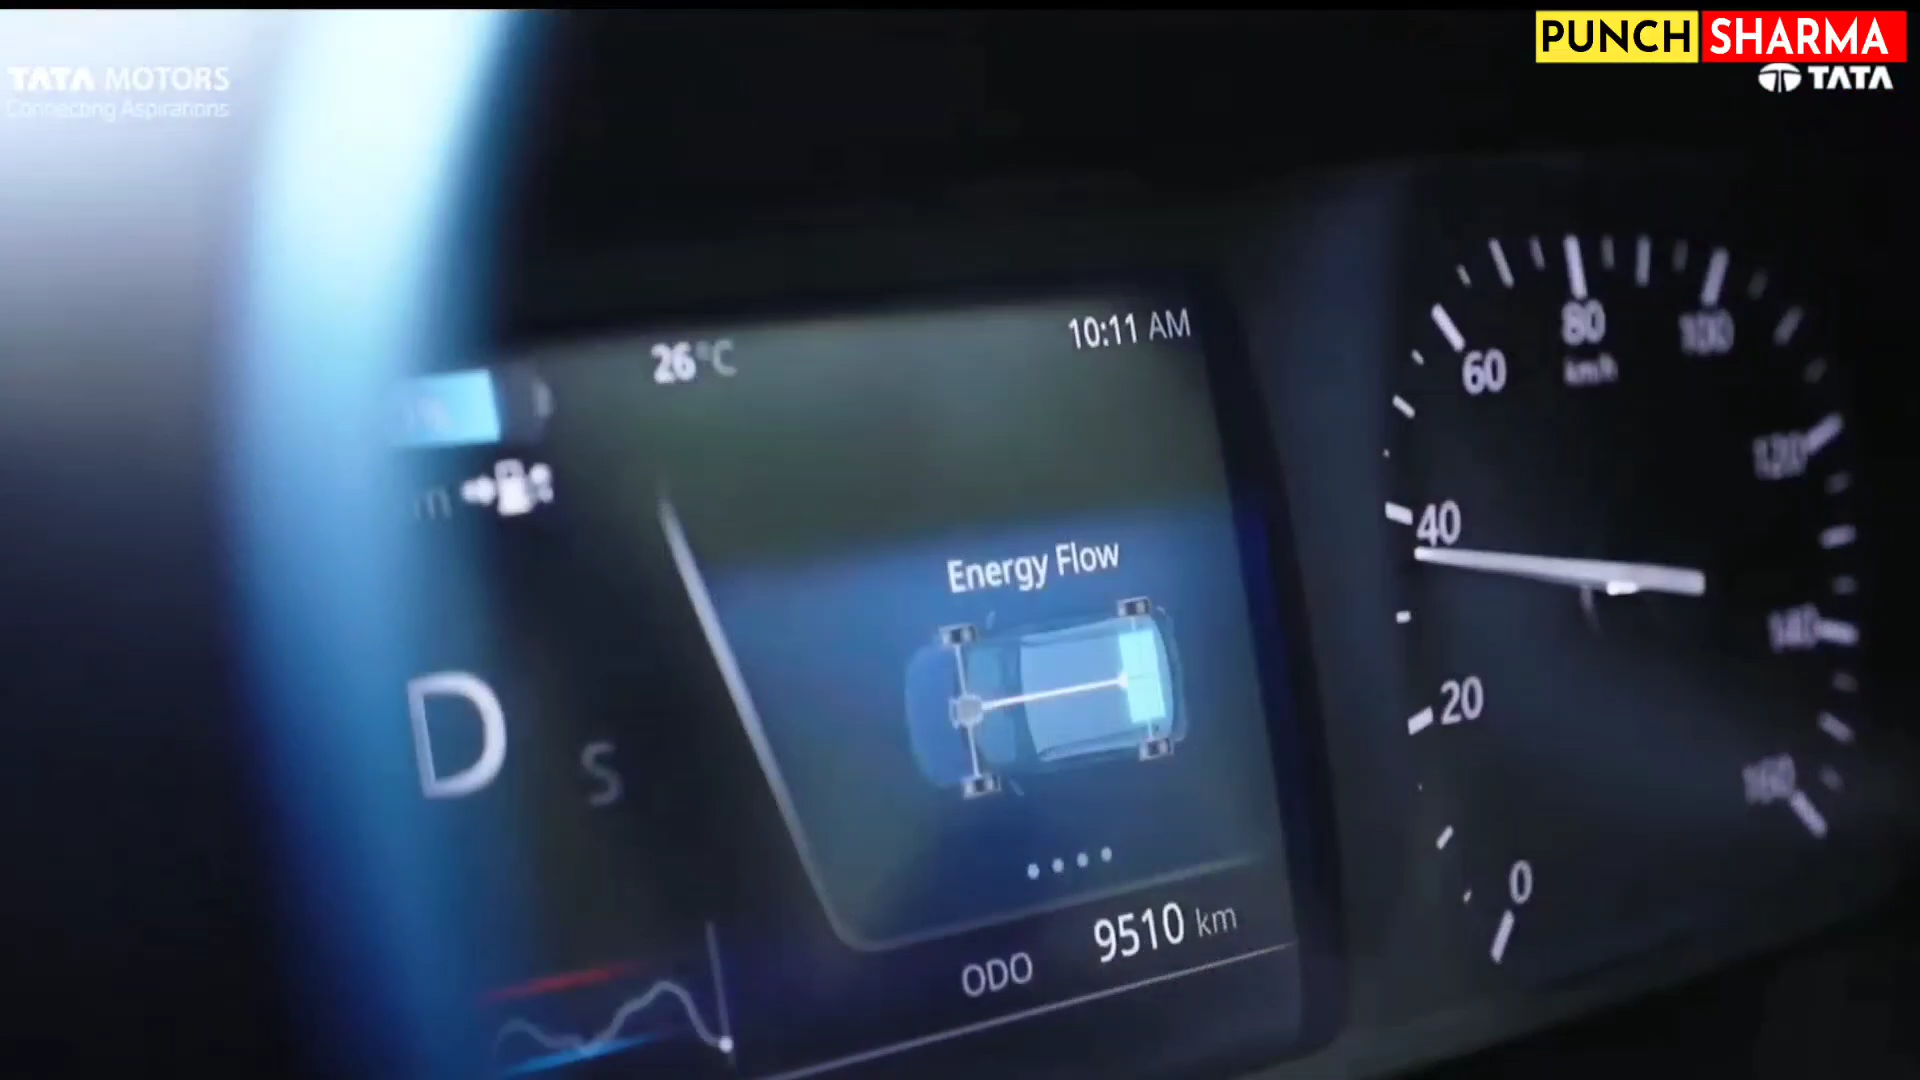 PUNCH SHARMA
TATA MOTORS
Connecting Aspirations
TATA
26°C
10:11 AM
Energy Flow
D
S
ODO 9510 km
0
20
40
60
80
km/h
100
120
140
160